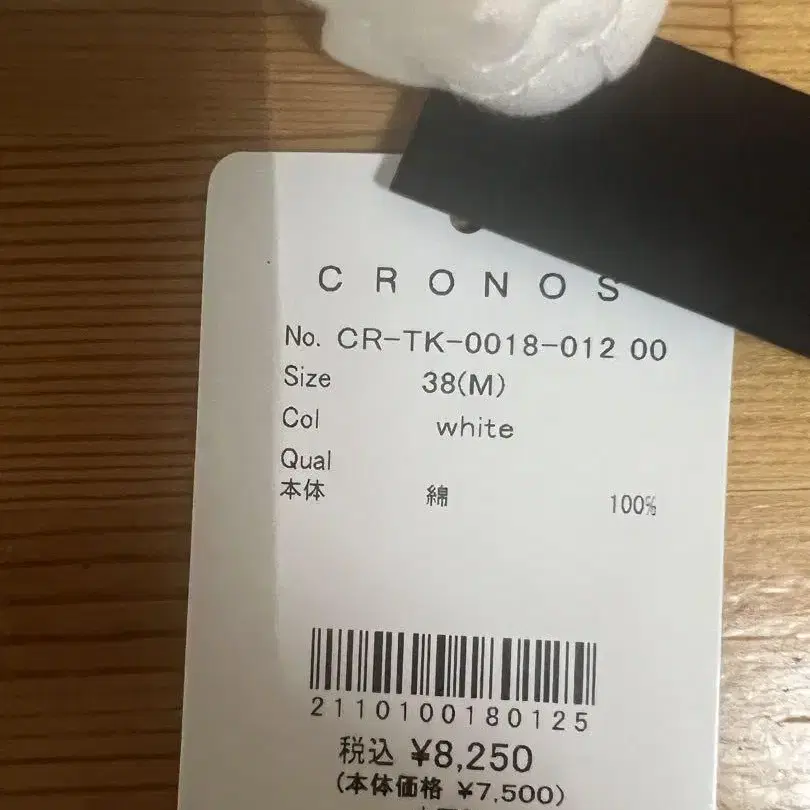 CRONOS
No. CR-TK-0018-012 00
Size 38(M)
Col white
Qual
本体 綿 100%
2110100180125
税込 ¥8,250
(本体価格 ¥7,500)